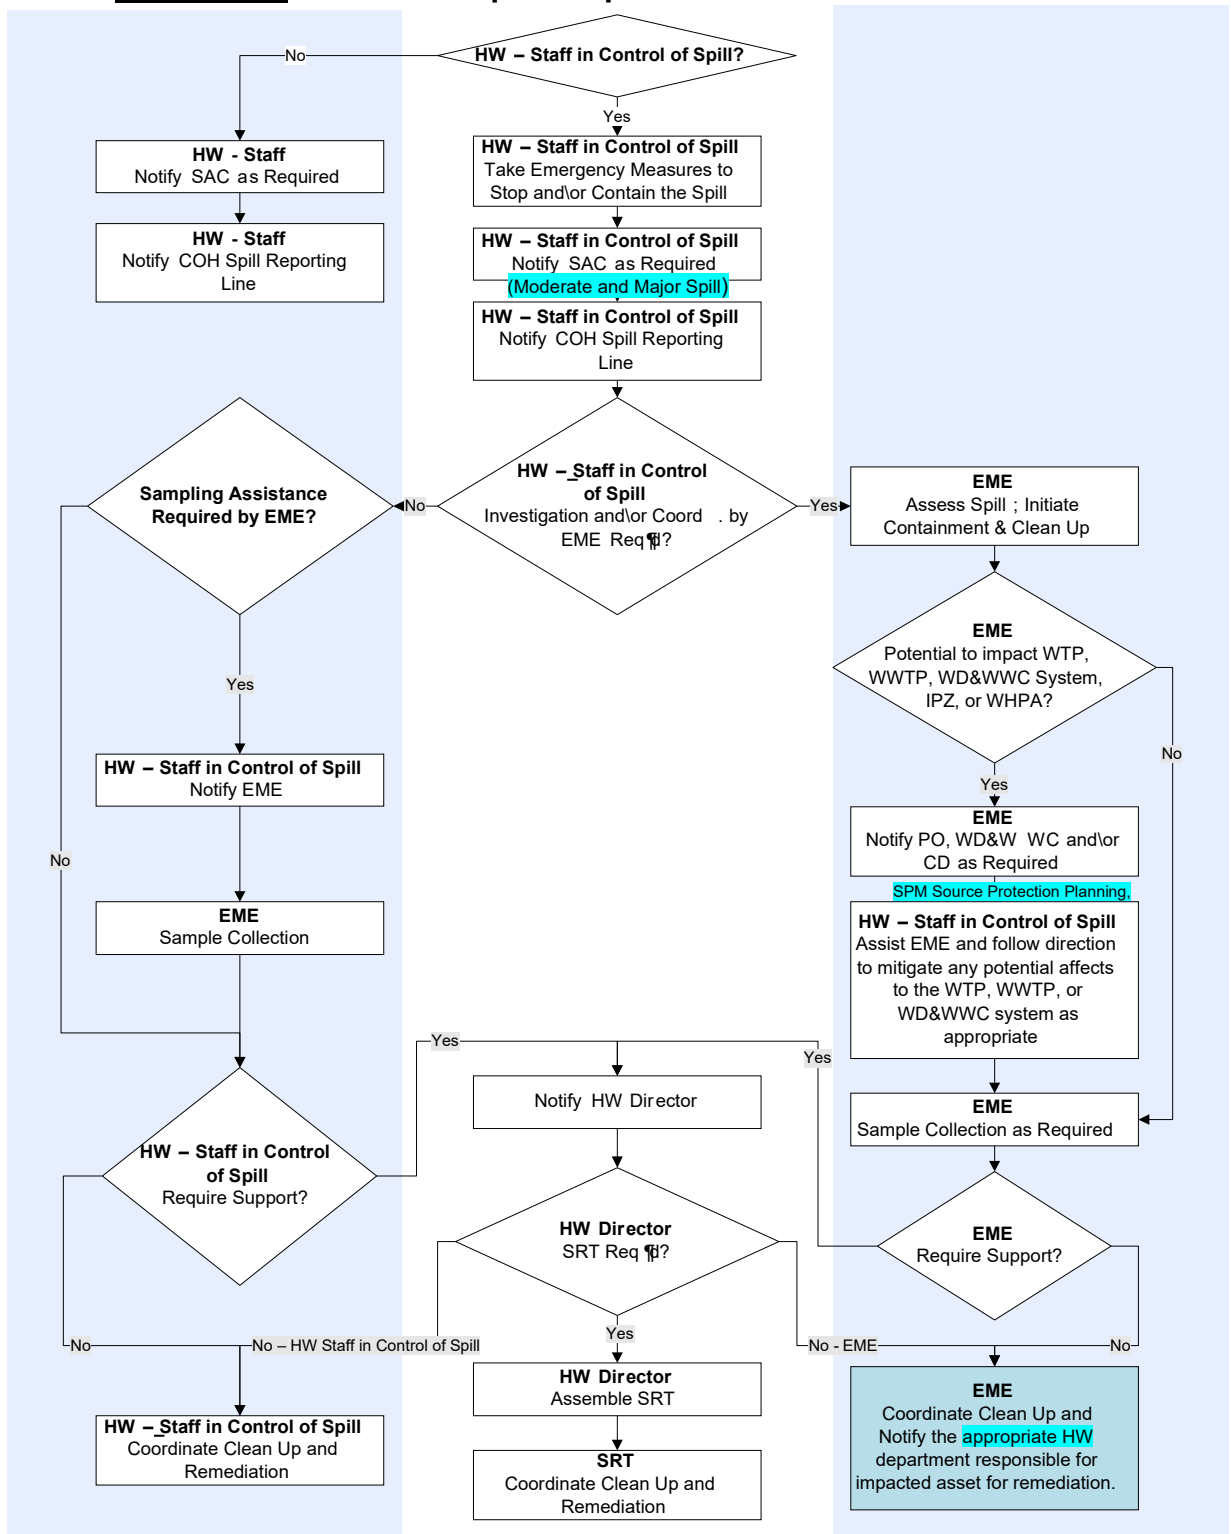 HW – Staff in Control of Spill?
No
Yes
HW - Staff
Notify SAC as Required
HW - Staff
Notify COH Spill Reporting
Line
HW – Staff in Control of Spill
Take Emergency Measures to
Stop and\or Contain the Spill
HW – Staff in Control of Spill
Notify SAC as Required
(Moderate and Major Spill)
HW – Staff in Control of Spill
Notify COH Spill Reporting
Line
Sampling Assistance
Required by EME?
No
HW –_Staff in Control
of Spill
Investigation and\or Coord . by
EME Req¶d?
Yes
EME
Assess Spill ; Initiate
Containment & Clean Up
EME
Potential to impact WTP,
WWTP, WD&WWC System,
IPZ, or WHPA?
Yes
No
Yes
HW – Staff in Control of Spill
Notify EME
EME
Notify PO, WD&W WC and\or
CD as Required
SPM Source Protection Planning,
No
EME
Sample Collection
HW – Staff in Control of Spill
Assist EME and follow direction
to mitigate any potential affects
to the WTP, WWTP, or
WD&WWC system as
appropriate
Yes
Yes
Notify HW Director
EME
Sample Collection as Required
HW – Staff in Control
of Spill
Require Support?
HW Director
SRT Req¶d?
EME
Require Support?
No
No – HW Staff in Control of Spill
Yes
No - EME
No
HW Director
Assemble SRT
HW –_Staff in Control of Spill
Coordinate Clean Up and
Remediation
SRT
Coordinate Clean Up and
Remediation
EME
Coordinate Clean Up and
Notify the appropriate HW
department responsible for
impacted asset for remediation.